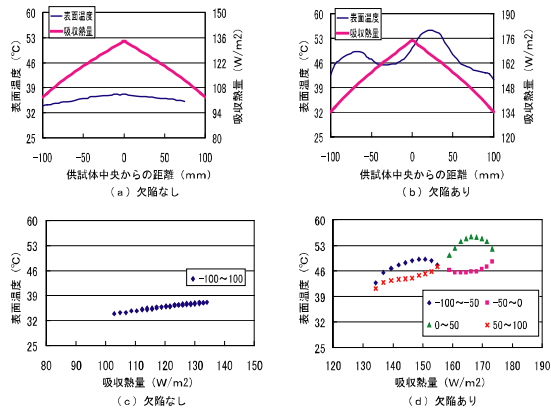 表面温度
吸収熱量
60
53
46
39
32
25
表面温度（℃）
150
136
122
108
94
80
吸収熱量（W/m2）
-100 -50 0 50 100
供試体中央からの距離（mm）
（a）欠陥なし
表面温度
吸収熱量
60
53
46
39
32
25
表面温度（℃）
190
176
162
148
134
120
吸収熱量（W/m2）
-100 -50 0 50 100
供試体中央からの距離（mm）
（b）欠陥あり
60
53
46
39
32
25
表面温度（℃）
-100～100
80 90 100 110 120 130 140 150
吸収熱量（W/m2）
（c）欠陥なし
60
53
46
39
32
25
表面温度（℃）
-100～-50
-50～0
0～50
50～100
120 130 140 150 160 170 180 190
吸収熱量（W/m2）
（d）欠陥あり